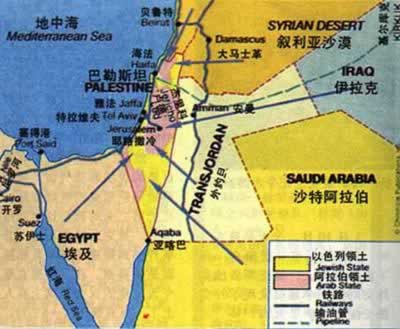 地中海
Mediterranean Sea
贝鲁特
Beirut
SYRIAN DESERT
叙利亚沙漠
Damascus
大马士革
基尔库克
KIRKUK
海法
Haifa
巴勒斯坦
PALESTINE
IRAQ
伊拉克
雅法 Jaffa
特拉维夫 Tel Aviv
Amman 安曼
Jerusalem
耶路撒冷
塞得港
Port Said
TRANSJORDAN
外约旦
SAUDI ARABIA
沙特阿拉伯
Cairo
开罗
Suez
苏伊士
EGYPT
埃及
Aqaba
亚喀巴
红海 Red Sea
以色列领土
Jewish State
阿拉伯领土
Arab State
铁路
Railways
输油管
Pipeline